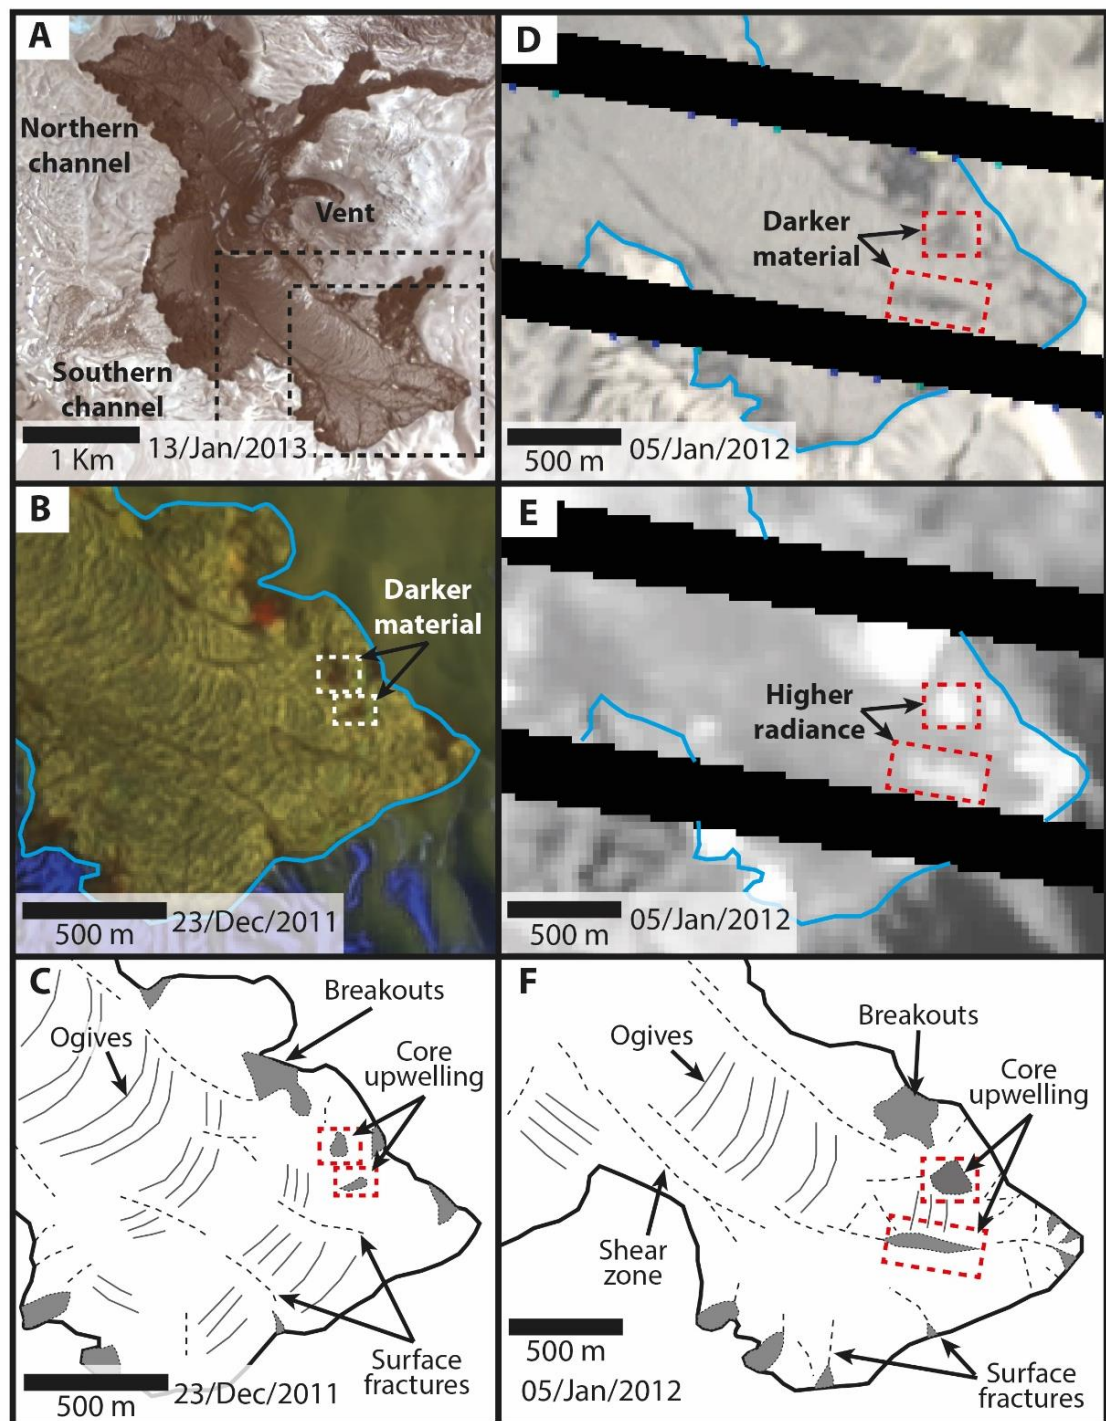 A
Northern
channel
Vent
Southern
channel
1 Km
13/Jan/2013
B
Darker
material
500 m
23/Dec/2011
C
Breakouts
Ogives
Core
upwelling
Surface
fractures
500 m
23/Dec/2011
D
Darker
material
500 m
05/Jan/2012
E
Higher
radiance
500 m
05/Jan/2012
F
Breakouts
Ogives
Core
upwelling
Shear
zone
500 m
05/Jan/2012
Surface
fractures